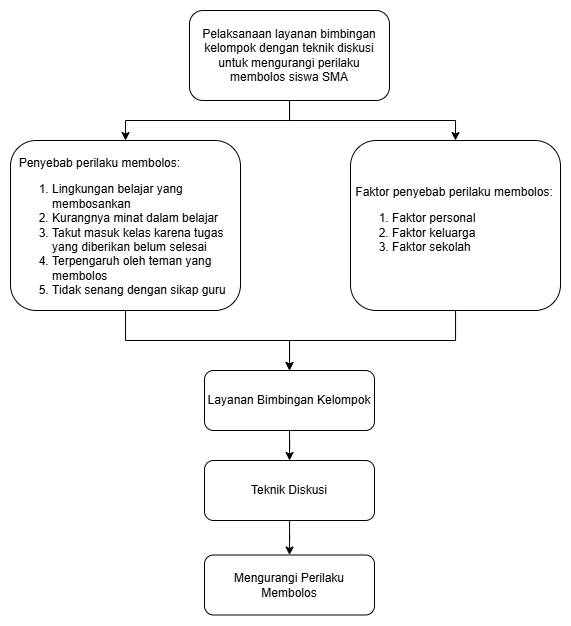 Pelaksanaan layanan bimbingan
kelompok dengan teknik diskusi
untuk mengurangi perilaku
membolos siswa SMA
Penyebab perilaku membolos:
1. Lingkungan belajar yang
membosankan
2. Kurangnya minat dalam belajar
3. Takut masuk kelas karena tugas
yang diberikan belum selesai
4. Terpengaruh oleh teman yang
membolos
5. Tidak senang dengan sikap guru
Faktor penyebab perilaku membolos:
1. Faktor personal
2. Faktor keluarga
3. Faktor sekolah
Layanan Bimbingan Kelompok
Teknik Diskusi
Mengurangi Perilaku
Membolos